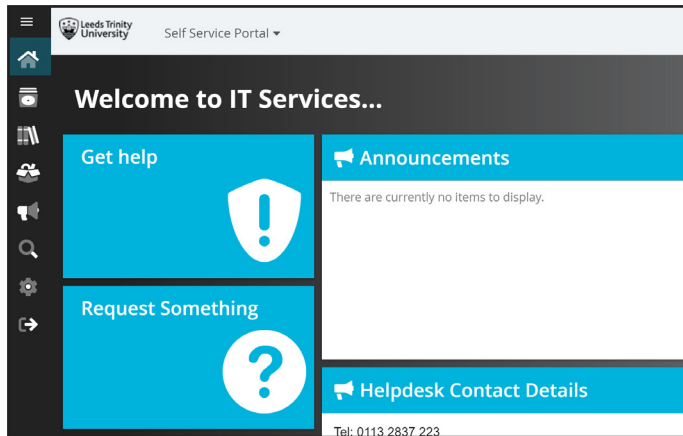 Leeds Trinity
University
Self Service Portal
Welcome to IT Services...
Get help
Announcements
There are currently no items to display.
Request Something
Helpdesk Contact Details
Tel: 0113 2837 223